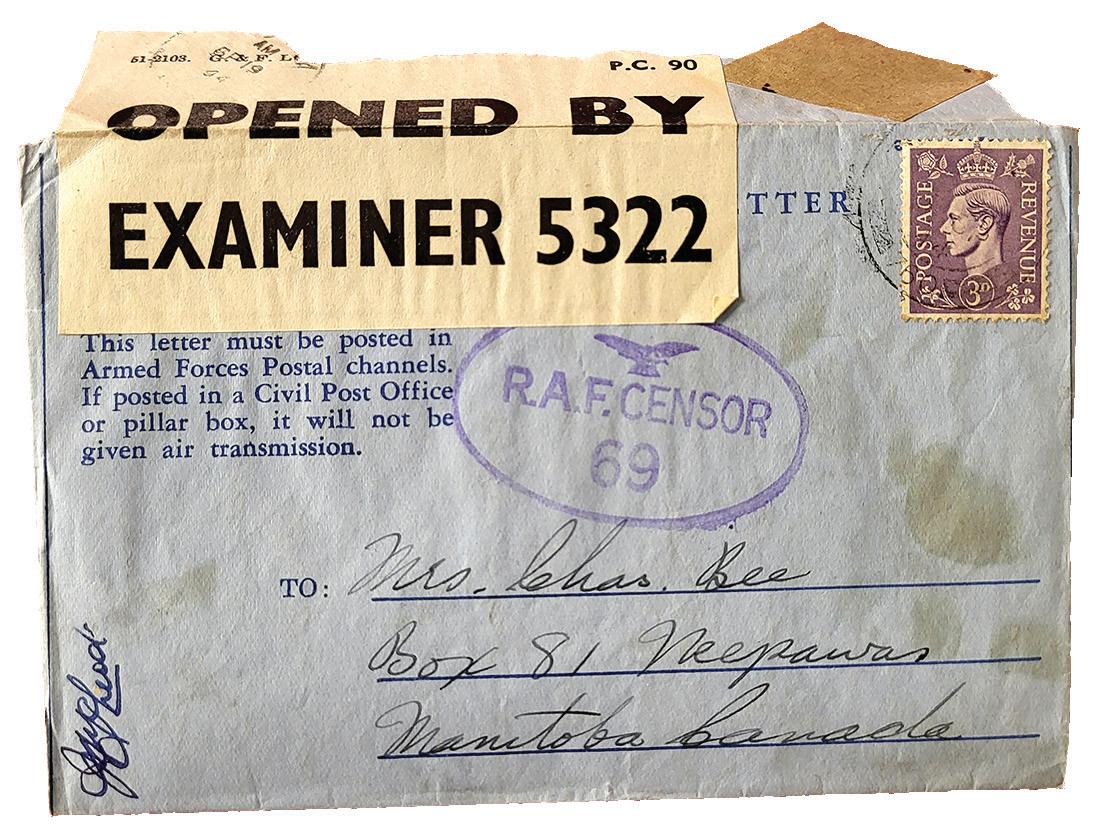 51-2103. G. & F. L
P.C. 90
OPENED BY
EXAMINER 5322
TTER
POSTAGE REVENUE
3D
This letter must be posted in
Armed Forces Postal channels.
If posted in a Civil Post Office
or pillar box, it will not be
given air transmission.
R.A.F. CENSOR
69
TO: Mrs. Chas. Bee
Box 81 Neepawas
Manitoba Canada